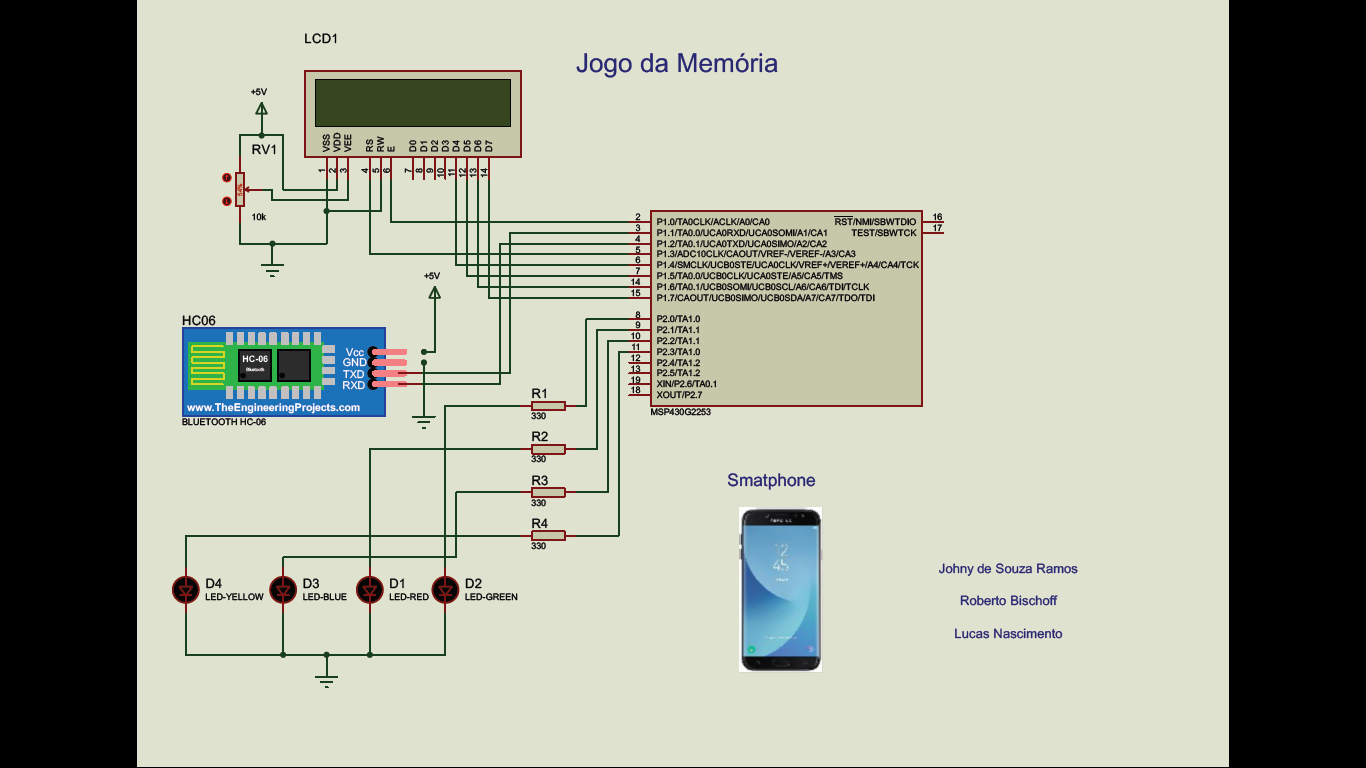 LCD1
Jogo da Memória
+5V
RV1
54%
10k
VSS
VDD
VEE
RS
RW
E
D0
D1
D2
D3
D4
D5
D6
D7
1
2
3
4
5
6
7
8
9
10
11
12
13
14
2 P1.0/TA0CLK/ACLK/A0/CA0
3 P1.1/TA0.0/UCA0RXD/UCA0SOMI/A1/CA1
4 P1.2/TA0.1/UCA0TXD/UCA0SIMO/A2/CA2
5 P1.3/ADC10CLK/CAOUT/VREF-/VEREF-/A3/CA3
6 P1.4/SMCLK/UCB0STE/UCA0CLK/VREF+/VEREF+/A4/CA4/TCK
7 P1.5/TA0.0/UCB0CLK/UCA0STE/A5/CA5/TMS
14 P1.6/TA0.1/UCB0SOMI/UCB0SCL/A6/CA6/TDI/TCLK
15 P1.7/CAOUT/UCB0SIMO/UCB0SDA/A7/CA7/TDO/TDI
8 P2.0/TA1.0
9 P2.1/TA1.1
10 P2.2/TA1.1
11 P2.3/TA1.0
12 P2.4/TA1.2
13 P2.5/TA1.2
19 XIN/P2.6/TA0.1
18 XOUT/P2.7
RST/NMI/SBWTDIO 16
TEST/SBWTCK 17
MSP430G2253
+5V
HC06
HC-06
Bluetooth
Vcc
GND
TXD
RXD
www.TheEngineeringProjects.com
BLUETOOTH HC-06
R1
330
R2
330
R3
330
R4
330
D4
LED-YELLOW
D3
LED-BLUE
D1
LED-RED
D2
LED-GREEN
Smatphone
12
45
Johny de Souza Ramos
Roberto Bischoff
Lucas Nascimento